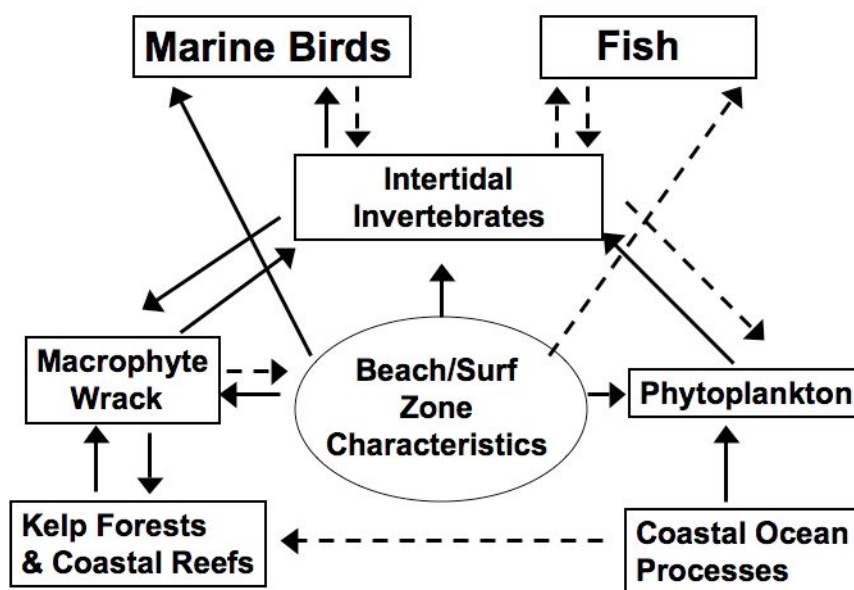 Marine Birds
Fish
Intertidal
Invertebrates
Macrophyte
Wrack
Beach/Surf
Zone
Characteristics
Phytoplankton
Kelp Forests
& Coastal Reefs
Coastal Ocean
Processes